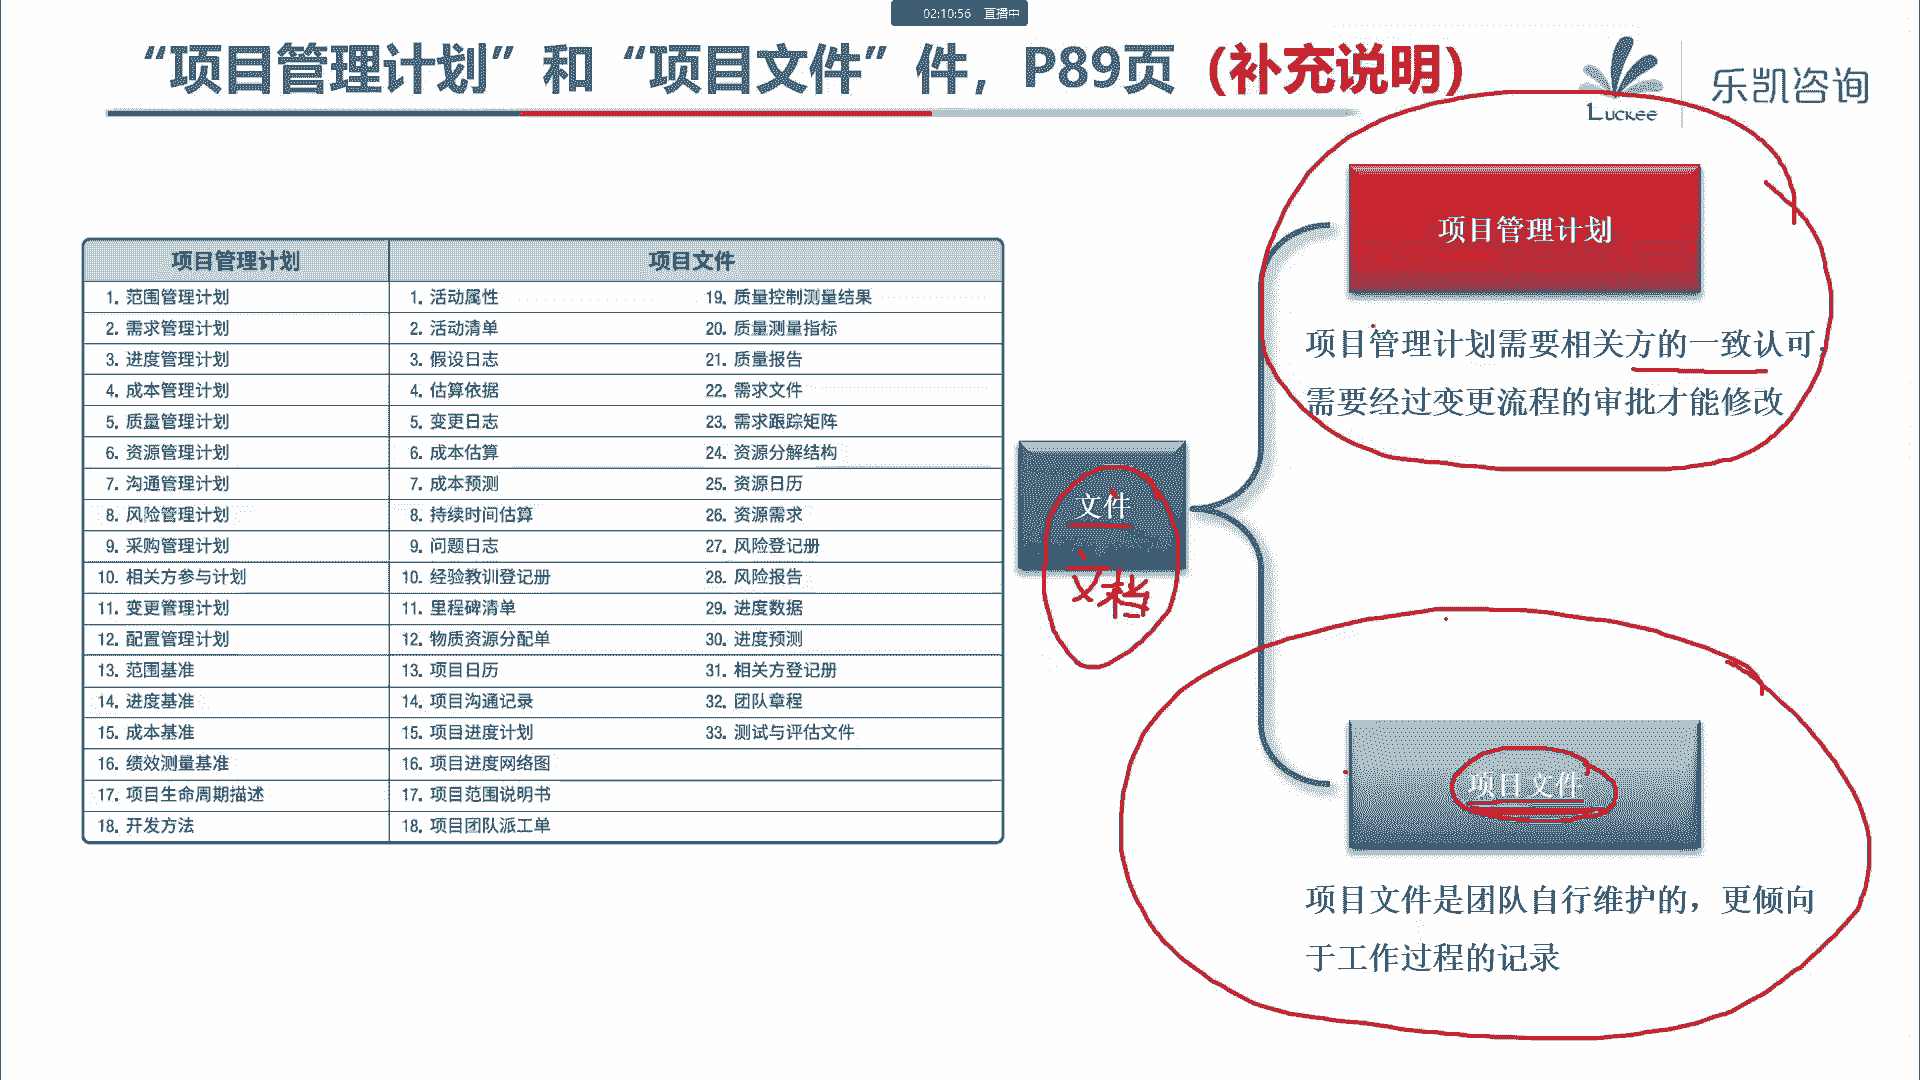 02:10:56 直播中
“项目管理计划”和“项目文件”件，P89页（补充说明）
Luckee
乐凯咨询
项目管理计划 项目文件
1. 范围管理计划 1. 活动属性 19. 质量控制测量结果
2. 需求管理计划 2. 活动清单 20. 质量测量指标
3. 进度管理计划 3. 假设日志 21. 质量报告
4. 成本管理计划 4. 估算依据 22. 需求文件
5. 质量管理计划 5. 变更日志 23. 需求跟踪矩阵
6. 资源管理计划 6. 成本估算 24. 资源分解结构
7. 沟通管理计划 7. 成本预测 25. 资源日历
8. 风险管理计划 8. 持续时间估算 26. 资源需求
9. 采购管理计划 9. 问题日志 27. 风险登记册
10. 相关方参与计划 10. 经验教训登记册 28. 风险报告
11. 变更管理计划 11. 里程碑清单 29. 进度数据
12. 配置管理计划 12. 物质资源分配单 30. 进度预测
13. 范围基准 13. 项目日历 31. 相关方登记册
14. 进度基准 14. 项目沟通记录 32. 团队章程
15. 成本基准 15. 项目进度计划 33. 测试与评估文件
16. 绩效测量基准 16. 项目进度网络图
17. 项目生命周期描述 17. 项目范围说明书
18. 开发方法 18. 项目团队派工单
文件
文档
项目管理计划
项目管理计划需要相关方的一致认可，
需要经过变更流程的审批才能修改
项目文件
项目文件是团队自行维护的，更倾向
于工作过程的记录